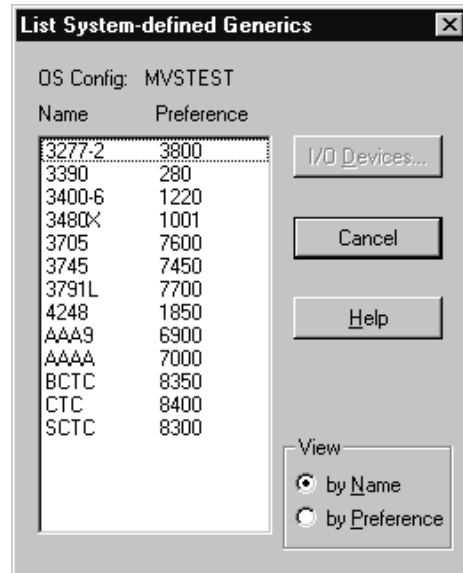 List System-defined Generics
OS Config: MVSTEST
Name Preference
3277-2 3800
3390 280
3400-6 1220
3480X 1001
3705 7600
3745 7450
3791L 7700
4248 1850
AAA9 6900
AAAA 7000
BCTC 8350
CTC 8400
SCTC 8300
I/O Devices...
Cancel
Help
View
by Name
by Preference